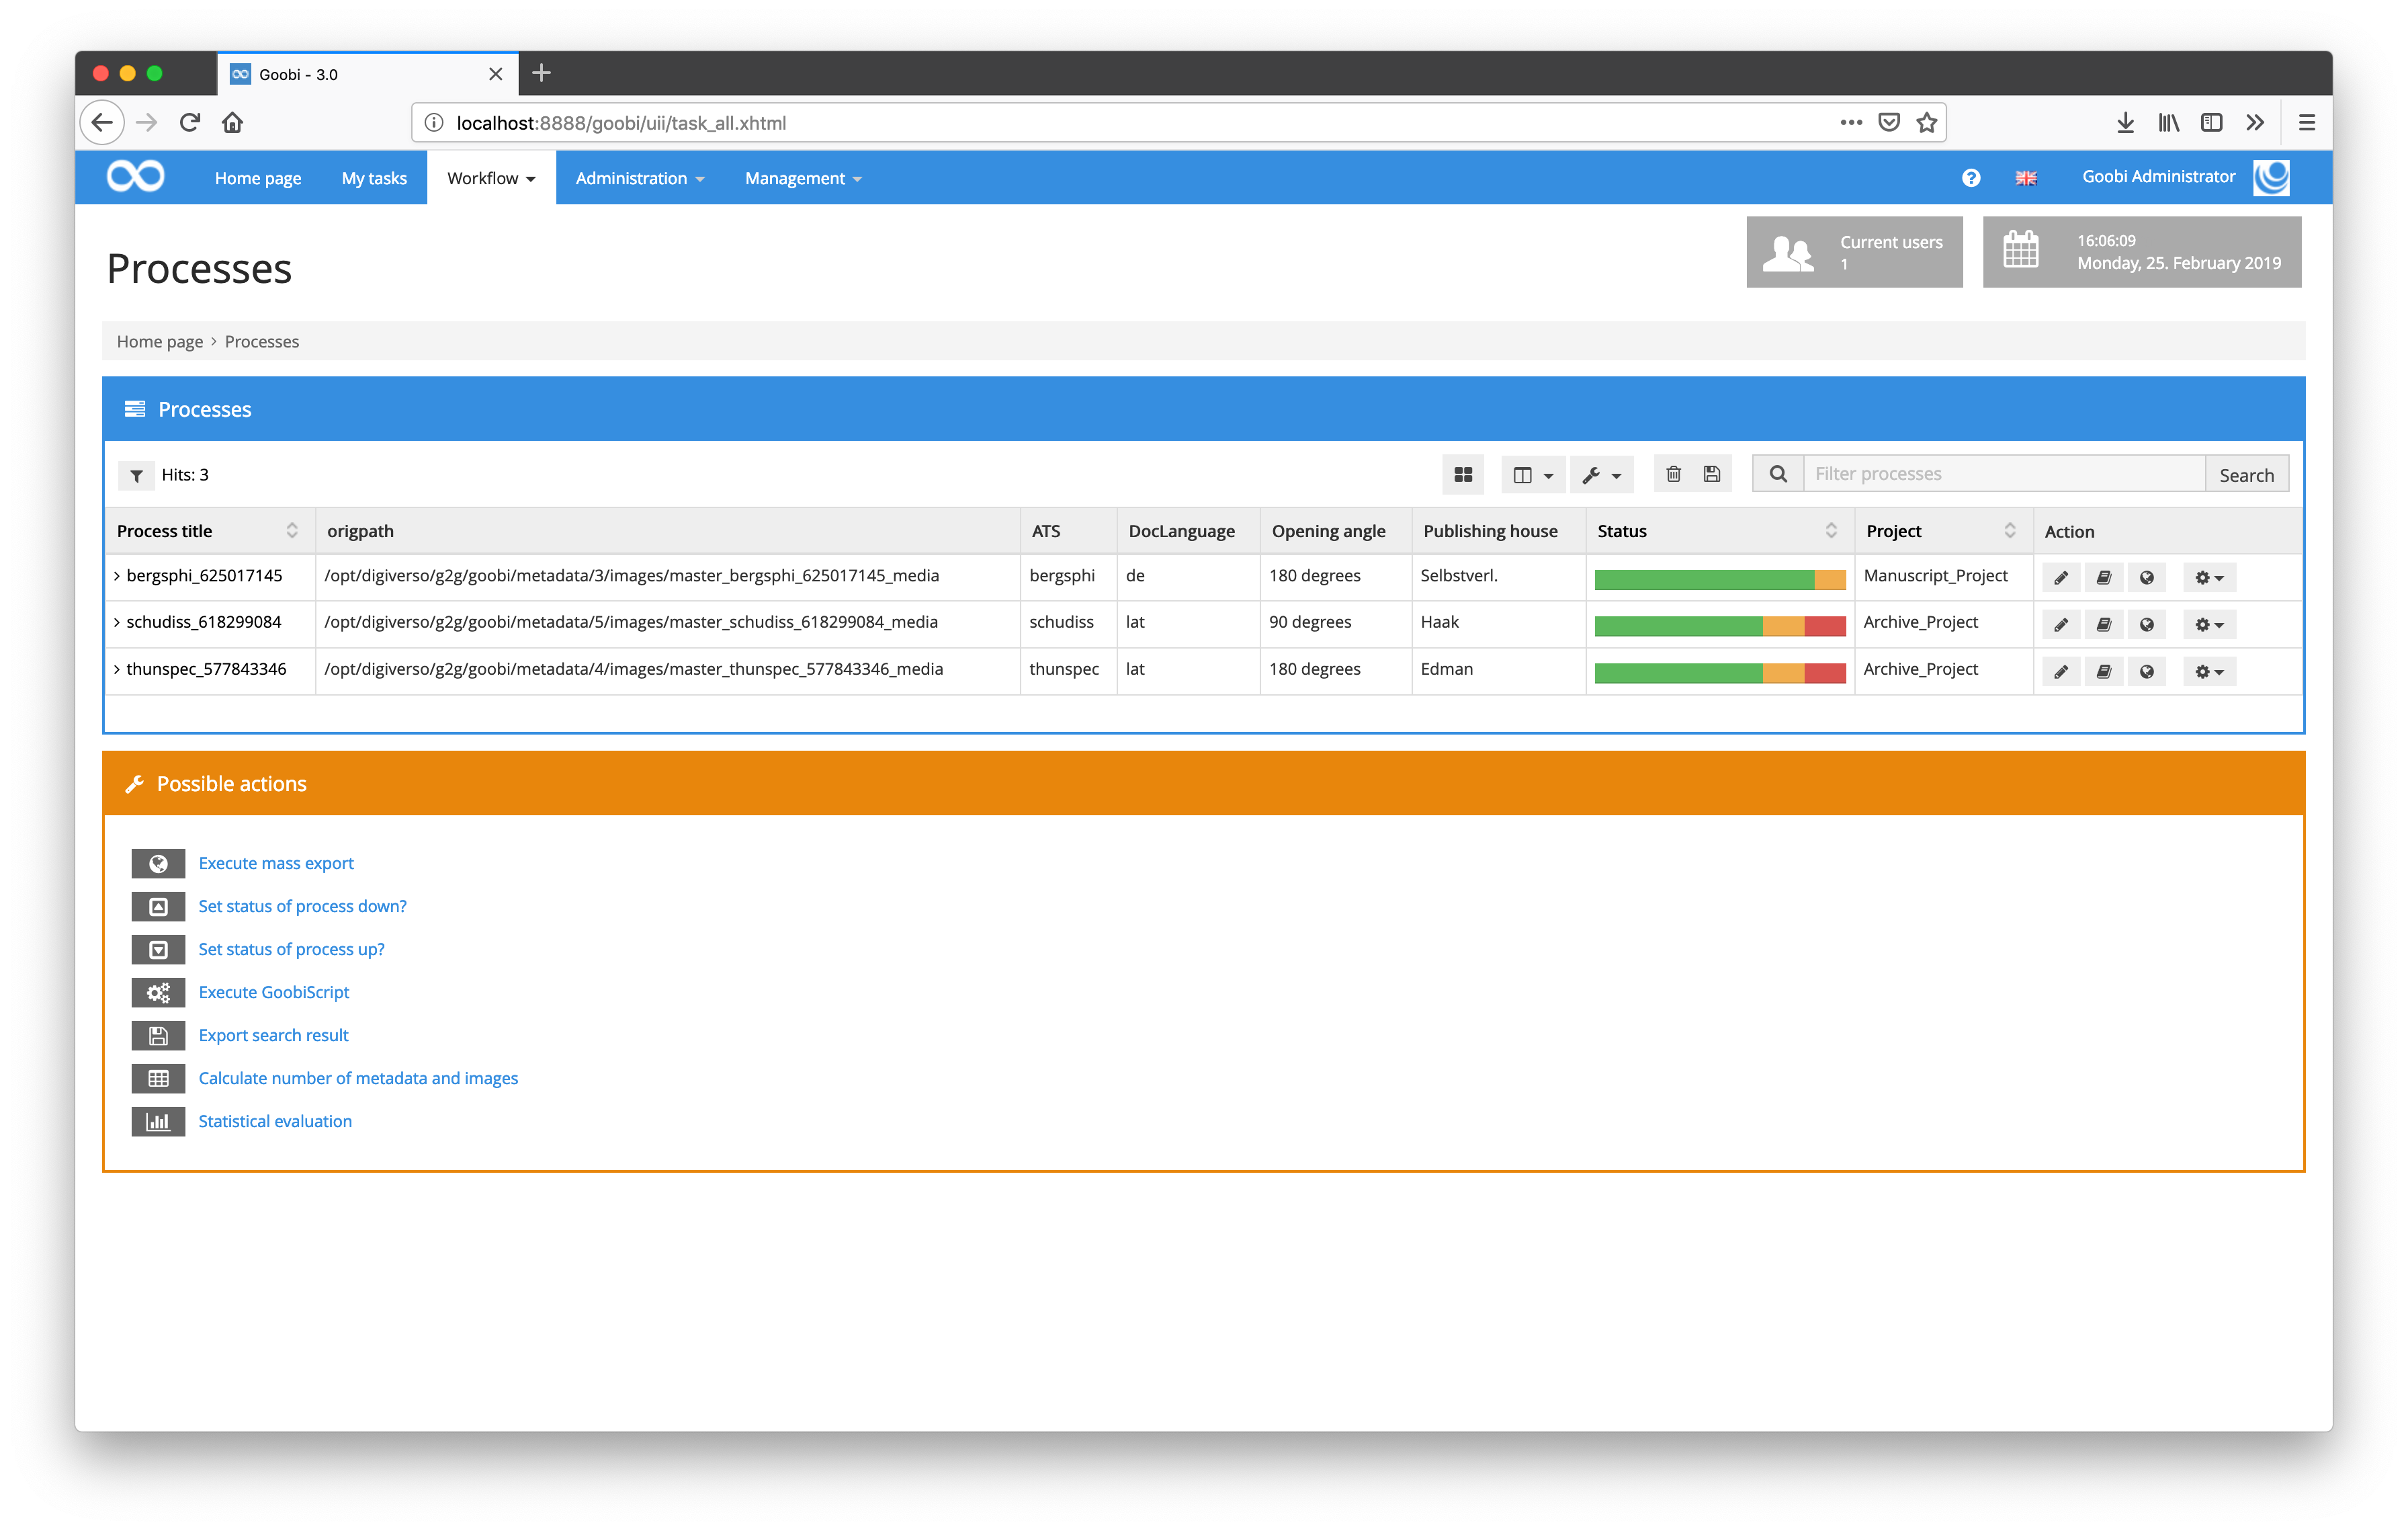 Goobi - 3.0
localhost:8888/goobi/uii/task_all.xhtml
Home page My tasks Workflow Administration Management Goobi Administrator
Processes
Current users
1
16:06:09
Monday, 25. February 2019
Home page > Processes
Processes
Hits: 3 Filter processes Search
Process title origpath ATS DocLanguage Opening angle Publishing house Status Project Action
bergsphi_625017145 /opt/digiverso/g2g/goobi/metadata/3/images/master_bergsphi_625017145_media bergsphi de 180 degrees Selbstverl. Manuscript_Project
schudiss_618299084 /opt/digiverso/g2g/goobi/metadata/5/images/master_schudiss_618299084_media schudiss lat 90 degrees Haak Archive_Project
thunspec_577843346 /opt/digiverso/g2g/goobi/metadata/4/images/master_thunspec_577843346_media thunspec lat 180 degrees Edman Archive_Project
Possible actions
Execute mass export
Set status of process down?
Set status of process up?
Execute GoobiScript
Export search result
Calculate number of metadata and images
Statistical evaluation